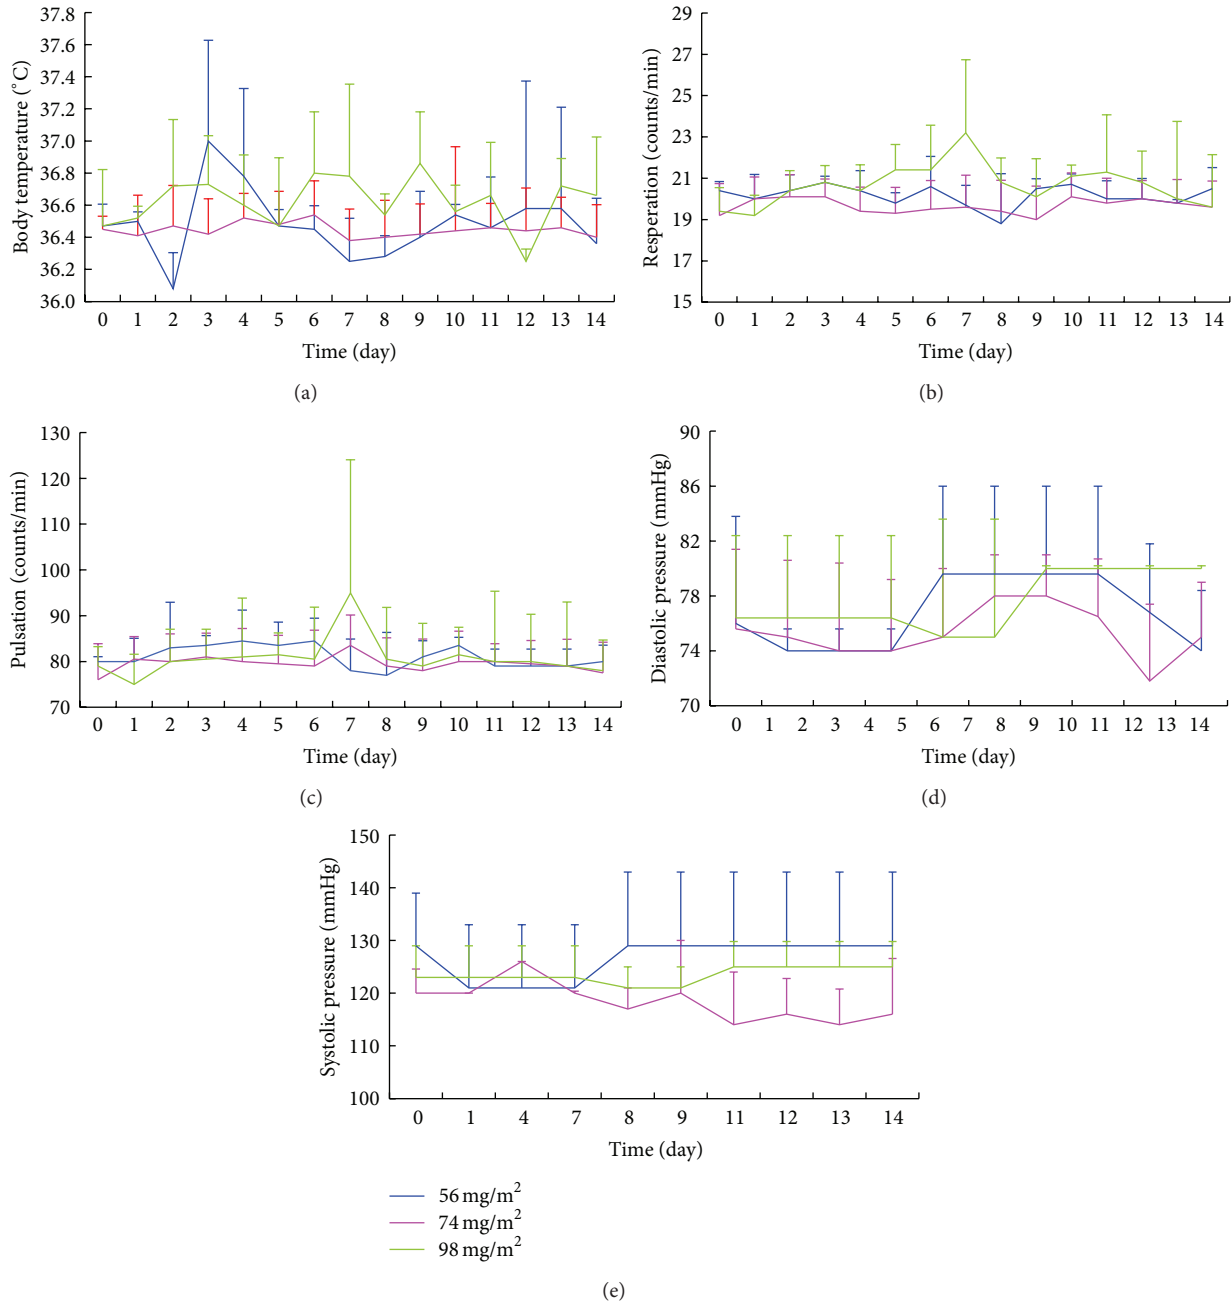 37.8
37.6
37.4
37.2
37.0
36.8
36.6
36.4
36.2
36.0
Body temperature (°C)
0 1 2 3 4 5 6 7 8 9 10 11 12 13 14
Time (day)
(a)
29
27
25
23
21
19
17
15
Resperation (counts/min)
0 1 2 3 4 5 6 7 8 9 10 11 12 13 14
Time (day)
(b)
130
120
110
100
90
80
70
Pulsation (counts/min)
0 1 2 3 4 5 6 7 8 9 10 11 12 13 14
Time (day)
(c)
90
86
82
78
74
70
Diastolic pressure (mmHg)
0 1 2 3 4 5 6 7 8 9 10 11 12 13 14
Time (day)
(d)
150
140
130
120
110
100
Systolic pressure (mmHg)
0 1 4 7 8 9 11 12 13 14
Time (day)
56 mg/m²
74 mg/m²
98 mg/m²
(e)